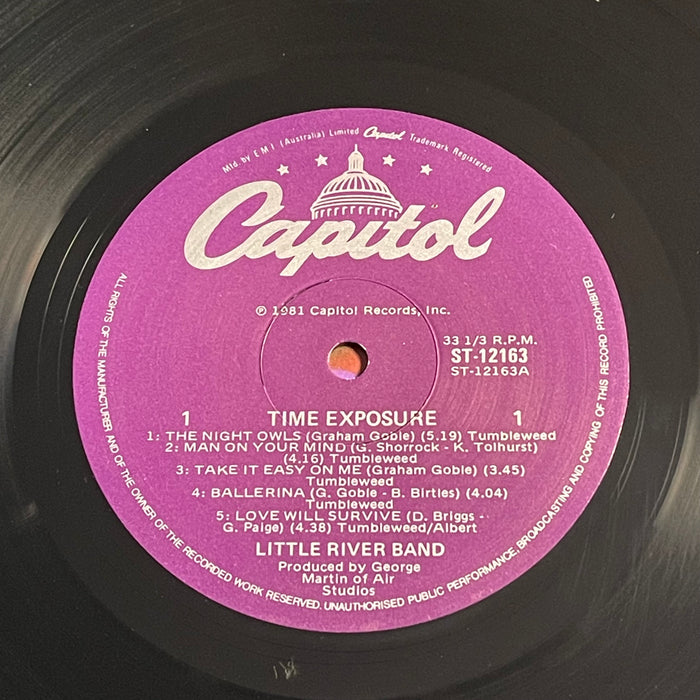 Mfd. by E M I (Australia) Limited Capitol Trademark Registered
Capitol
℗ 1981 Capitol Records, Inc.
33 1/3 R.P.M.
ST-12163
ST-12163A
1 TIME EXPOSURE 1
1: THE NIGHT OWLS (Graham Goble) (5.19) Tumbleweed
2: MAN ON YOUR MIND (G. Shorrock - K. Tolhurst)
(4.16) Tumbleweed
3: TAKE IT EASY ON ME (Graham Goble) (3.45)
Tumbleweed
4: BALLERINA (G. Goble - B. Birtles) (4.04)
Tumbleweed
5: LOVE WILL SURVIVE (D. Briggs -
G. Paige) (4.38) Tumbleweed/Albert
LITTLE RIVER BAND
Produced by George
Martin of Air
Studios
ALL RIGHTS OF THE MANUFACTURER AND OF THE OWNER OF THE RECORDED WORK RESERVED. UNAUTHORISED PUBLIC PERFORMANCE, BROADCASTING AND COPYING OF THIS RECORD PROHIBITED